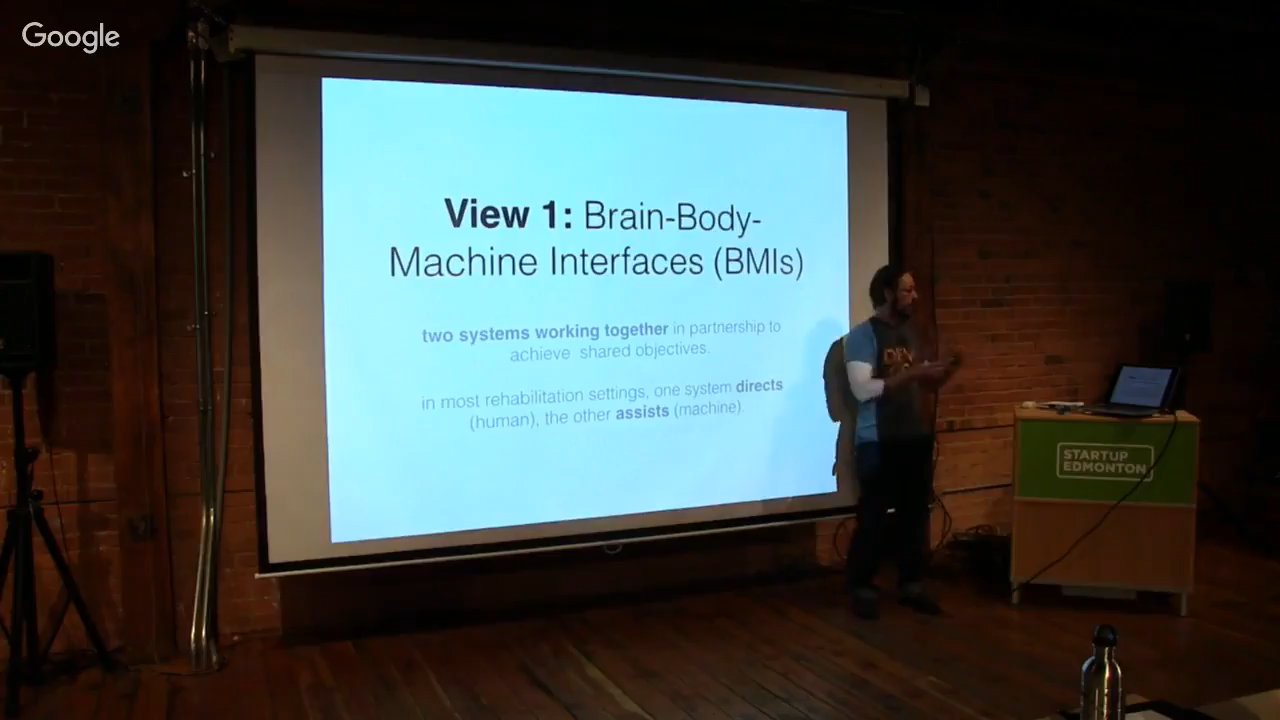 Google
View 1: Brain-Body-
Machine Interfaces (BMIs)
two systems working together in partnership to
achieve shared objectives.
in most rehabilitation settings, one system directs
(human), the other assists (machine).
STARTUP
EDMONTON